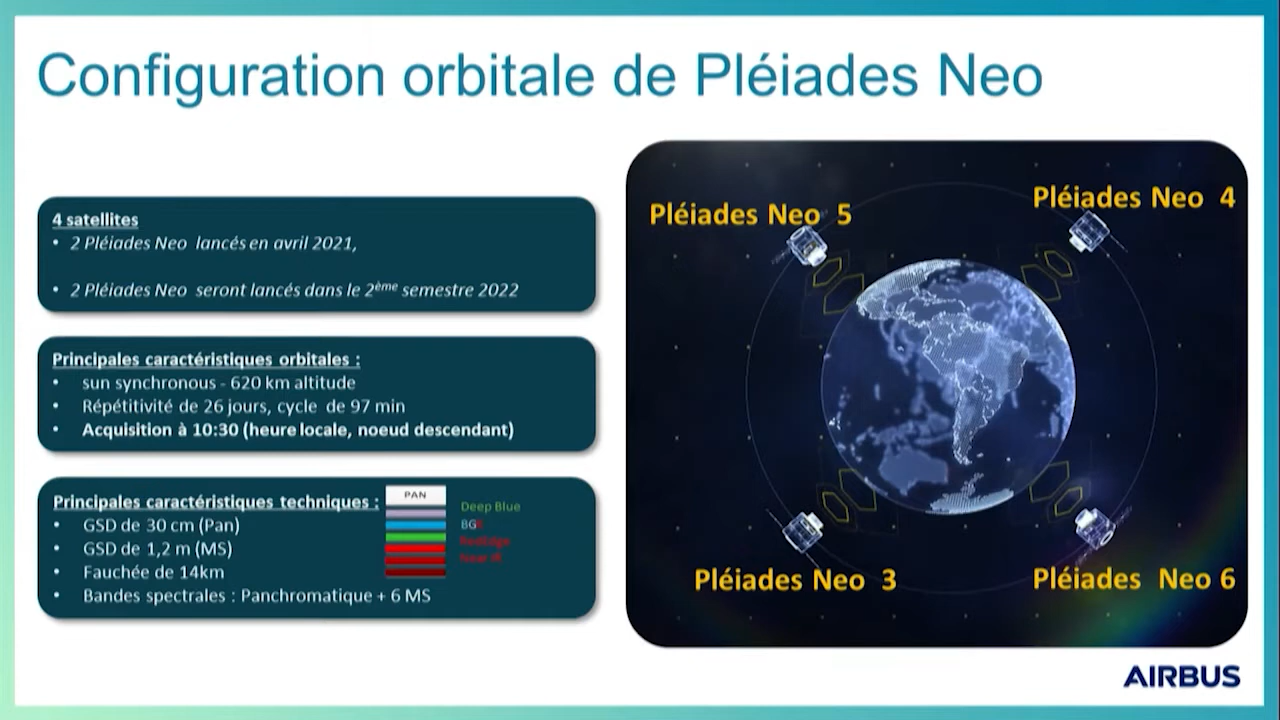 Configuration orbitale de Pléiades Neo
4 satellites
• 2 Pléiades Neo lancés en avril 2021,
• 2 Pléiades Neo seront lancés dans le 2ème semestre 2022
Principales caractéristiques orbitales :
• sun synchronous - 620 km altitude
• Répétitivité de 26 jours, cycle de 97 min
• Acquisition à 10:30 (heure locale, noeud descendant)
Principales caractéristiques techniques :
• GSD de 30 cm (Pan)
• GSD de 1,2 m (MS)
• Fauchée de 14km
• Bandes spectrales : Panchromatique + 6 MS
PAN
Deep Blue
BGR
RedEdge
Near IR
Pléiades Neo 5
Pléiades Neo 4
Pléiades Neo 3
Pléiades Neo 6
AIRBUS